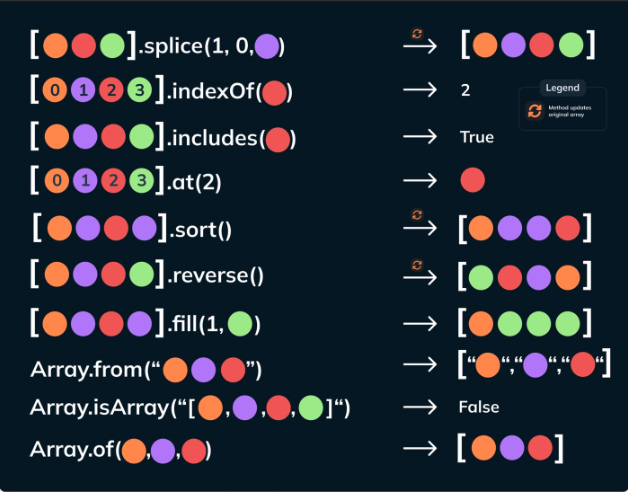 [ ].splice(1, 0, )
[0 1 2 3].indexOf( )
2
Legend
Method updates
original array
[ ].includes( )
True
[0 1 2 3].at(2)
[ ].sort()
[ ]
[ ].reverse()
[ ]
[ ].fill(1, )
[ ]
Array.from(“ ”)
[“ “,“ “,“ “]
Array.isArray(“[ , , , ]“)
False
Array.of( , , )
[ ]